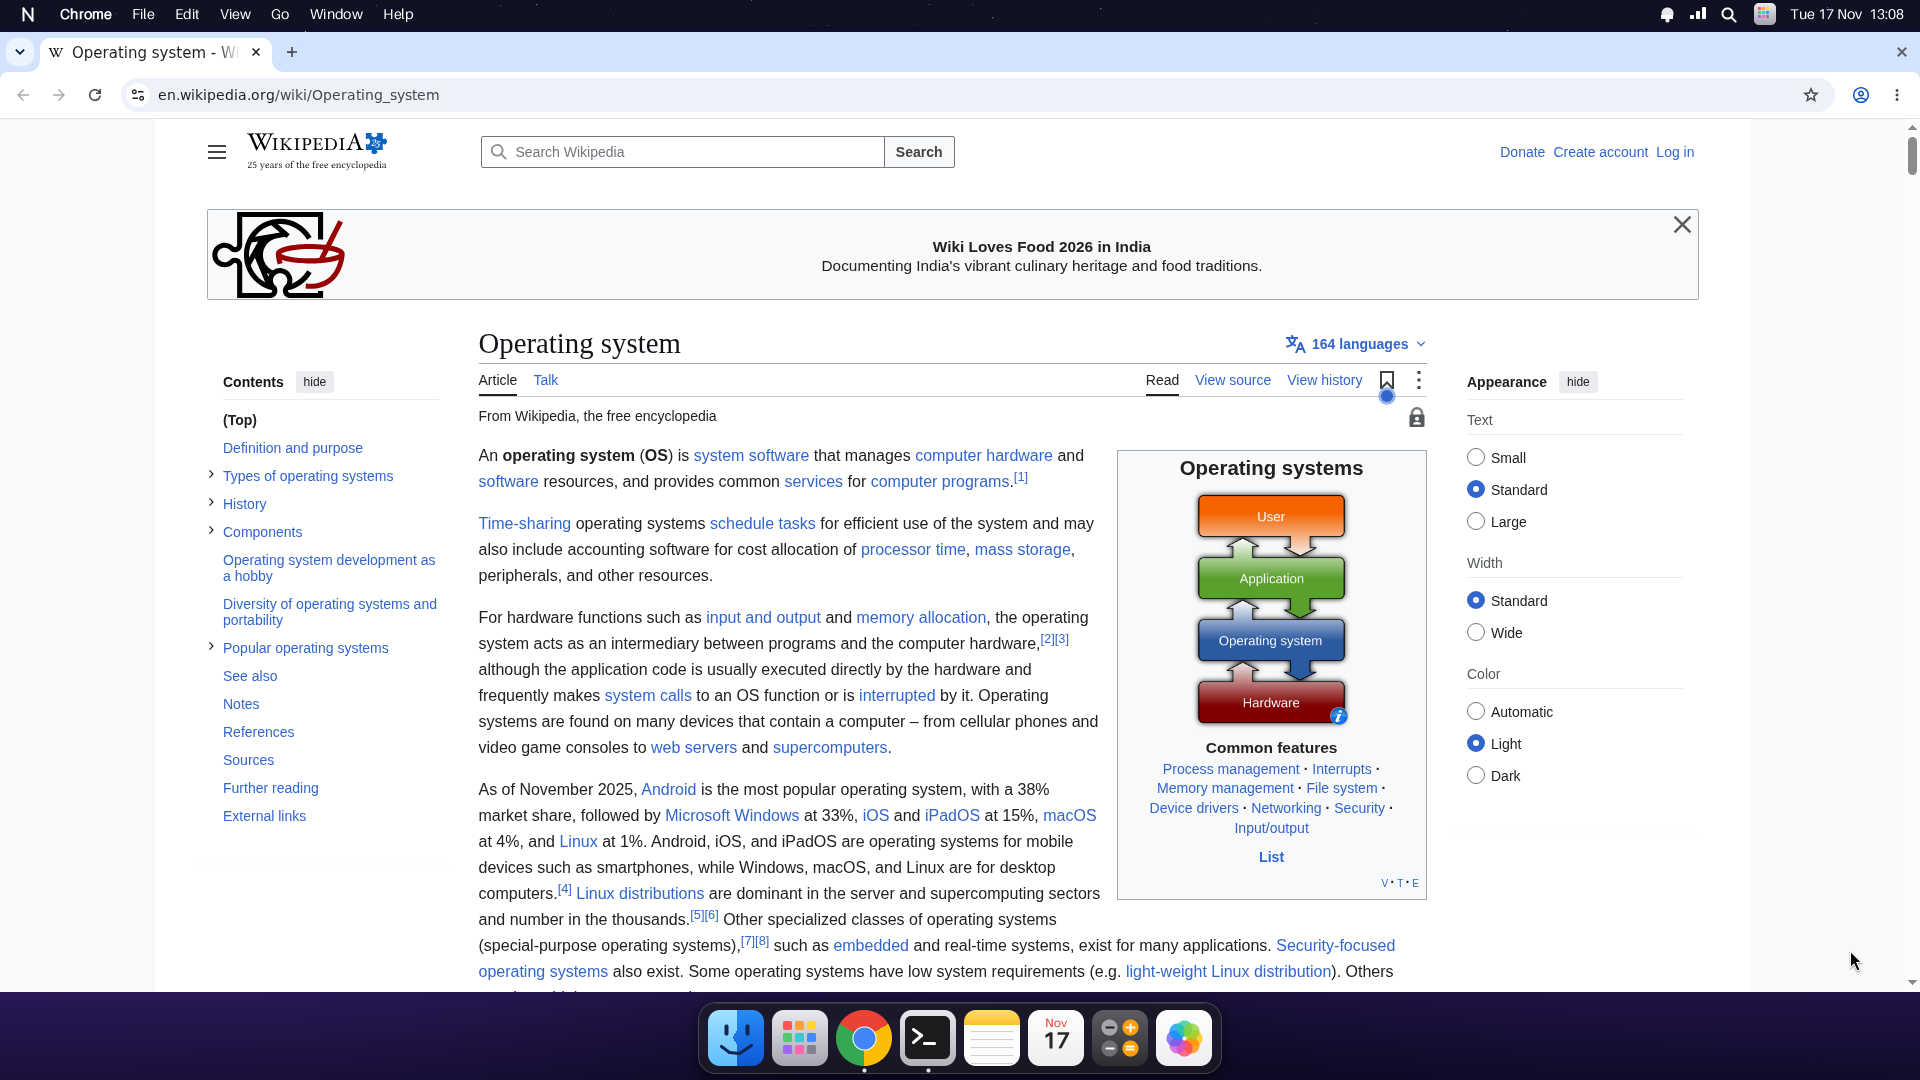 Chrome File Edit View Go Window Help
Tue 17 Nov 13:08
Operating system - W
en.wikipedia.org/wiki/Operating_system
WIKIPEDIA 25
25 years of the free encyclopedia
Search Wikipedia
Search
Donate Create account Log in
Wiki Loves Food 2026 in India
Documenting India's vibrant culinary heritage and food traditions.
Operating system
164 languages
Contents hide
(Top)
Definition and purpose
Types of operating systems
History
Components
Operating system development as
a hobby
Diversity of operating systems and
portability
Popular operating systems
See also
Notes
References
Sources
Further reading
External links
Article Talk
Read View source View history
From Wikipedia, the free encyclopedia
An operating system (OS) is system software that manages computer hardware and
software resources, and provides common services for computer programs.[1]
Time-sharing operating systems schedule tasks for efficient use of the system and may
also include accounting software for cost allocation of processor time, mass storage,
peripherals, and other resources.
For hardware functions such as input and output and memory allocation, the operating
system acts as an intermediary between programs and the computer hardware,[2][3]
although the application code is usually executed directly by the hardware and
frequently makes system calls to an OS function or is interrupted by it. Operating
systems are found on many devices that contain a computer – from cellular phones and
video game consoles to web servers and supercomputers.
As of November 2025, Android is the most popular operating system, with a 38%
market share, followed by Microsoft Windows at 33%, iOS and iPadOS at 15%, macOS
at 4%, and Linux at 1%. Android, iOS, and iPadOS are operating systems for mobile
devices such as smartphones, while Windows, macOS, and Linux are for desktop
computers.[4] Linux distributions are dominant in the server and supercomputing sectors
and number in the thousands.[5][6] Other specialized classes of operating systems
(special-purpose operating systems),[7][8] such as embedded and real-time systems, exist for many applications. Security-focused
operating systems also exist. Some operating systems have low system requirements (e.g. light-weight Linux distribution). Others
Operating systems
User
Application
Operating system
Hardware
Common features
Process management · Interrupts ·
Memory management · File system ·
Device drivers · Networking · Security ·
Input/output
List
V · T · E
Appearance hide
Text
Small
Standard
Large
Width
Standard
Wide
Color
Automatic
Light
Dark
Nov
17